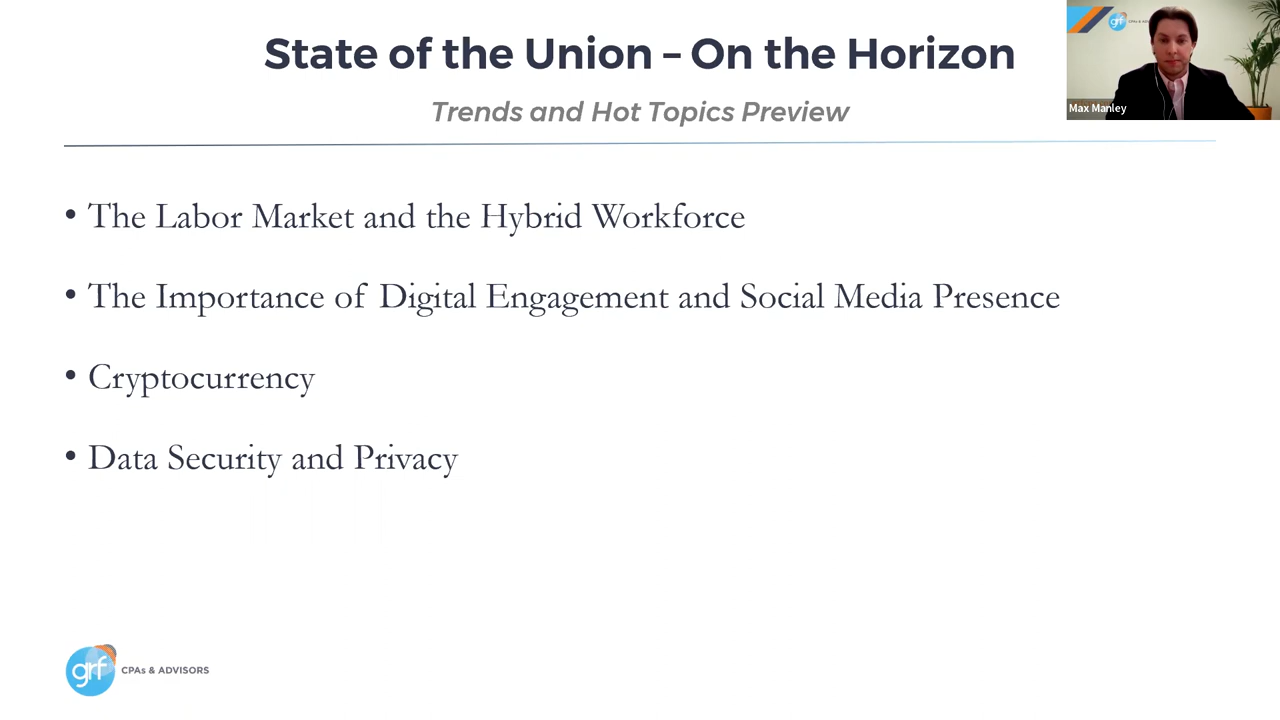 State of the Union – On the Horizon
Trends and Hot Topics Preview
grf
Max Manley
• The Labor Market and the Hybrid Workforce
• The Importance of Digital Engagement and Social Media Presence
• Cryptocurrency
• Data Security and Privacy
grf CPAs & ADVISORS